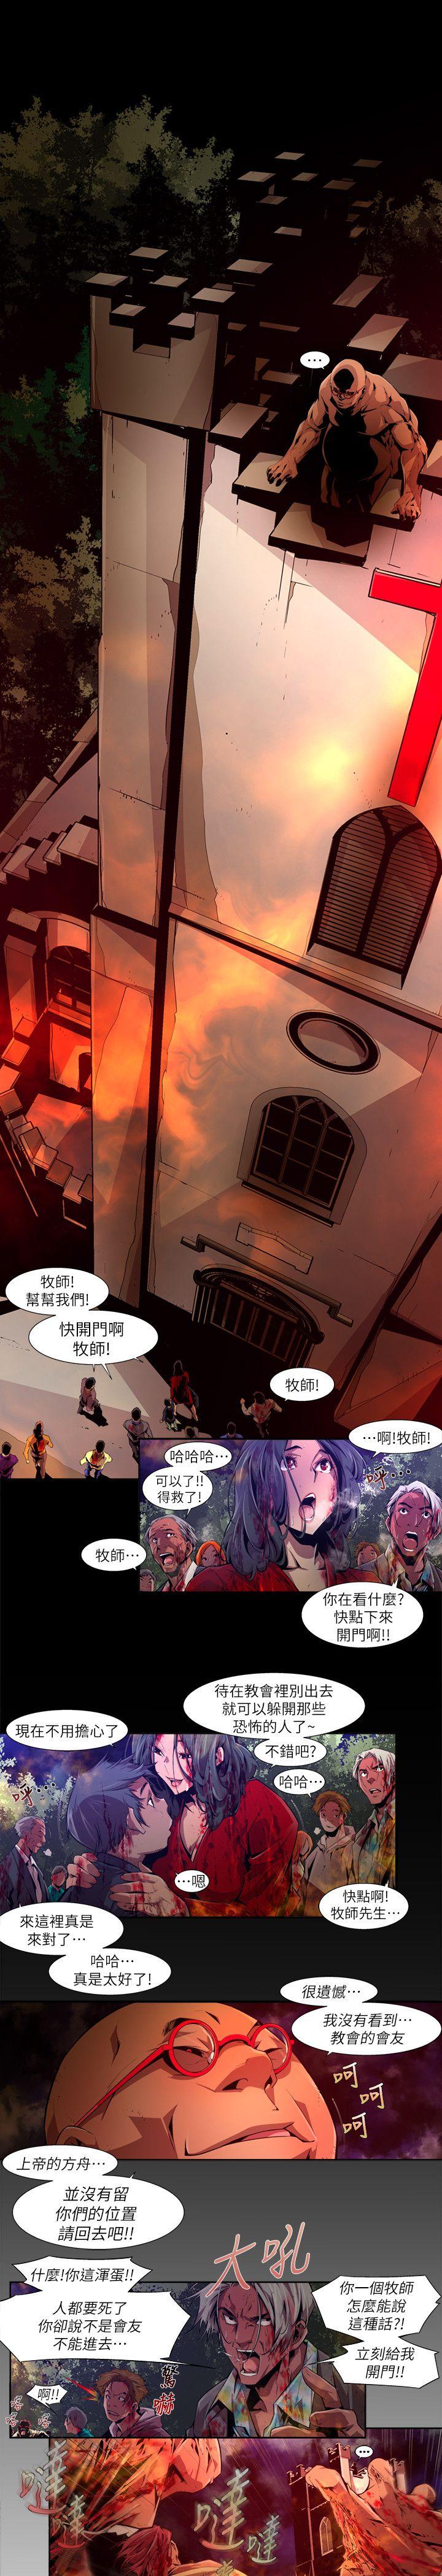 …
牧師!
幫幫我們!
快開門啊
牧師!
牧師!
…啊!牧師!
呼…
哈哈哈…
可以了!!
得救了!
牧師…
你在看什麼?
快點下來
開門啊!!
待在教會裡別出去
就可以躲開那些
恐怖的人了~
現在不用擔心了
不錯吧?
哈哈…
呼…
…嗯
快點啊!
牧師先生…
來這裡真是
來對了…
哈哈…
真是太好了!
很遺憾…
我沒有看到…
教會的會友
呵
呵
呵
上帝的方舟…
並沒有留
你們的位置
請回去吧!!
大吼
什麼!你這渾蛋!!
你一個牧師
怎麼能說
這種話?!
人都要死了
你卻說不是會友
不能進去…
立刻給我
開門!!
驚嚇
啊!!
…
噠
噠
噠